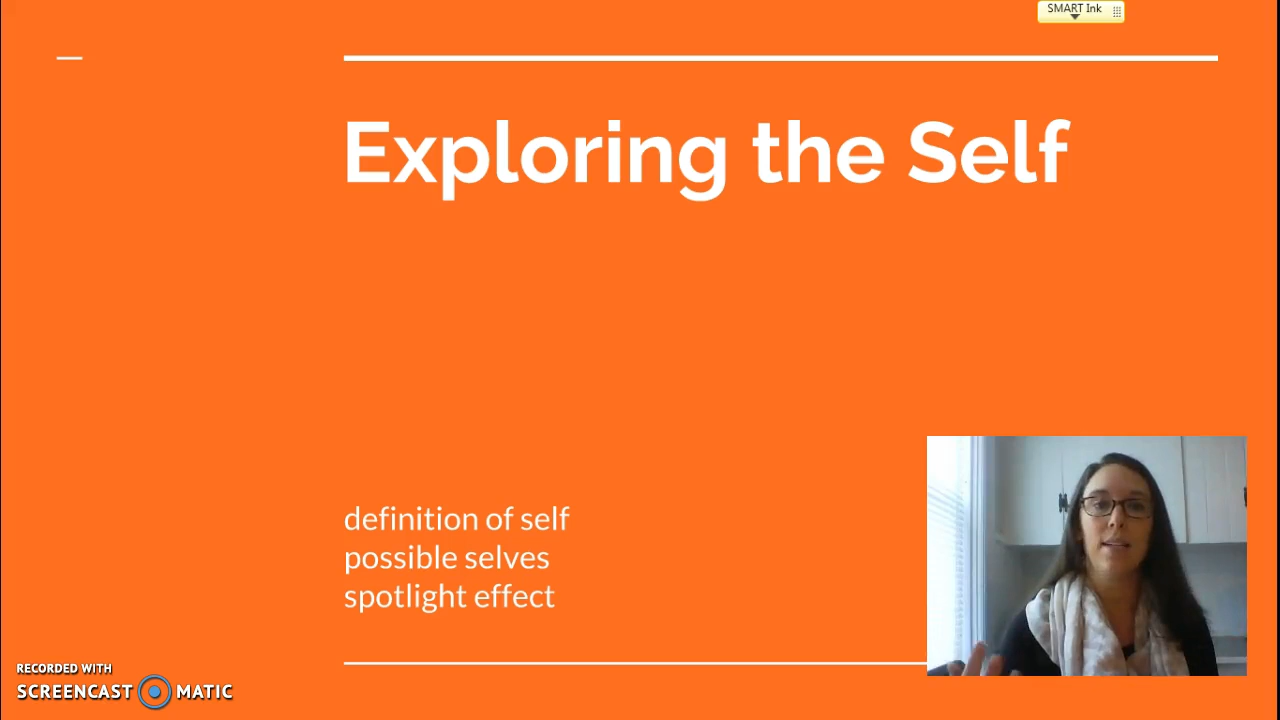 SMART Ink
Exploring the Self
definition of self
possible selves
spotlight effect
RECORDED WITH
SCREENCAST MATIC